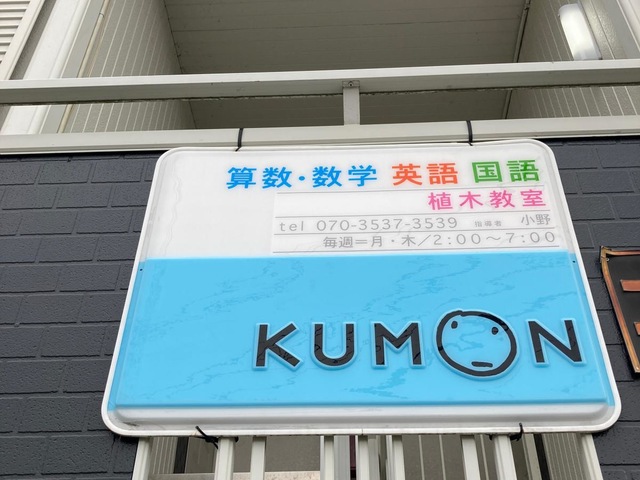 算数・数学 英語 国語
植木教室
tel 070-3537-3539 指導者 小野
毎週=月・木/2:00～7:00
KUMON